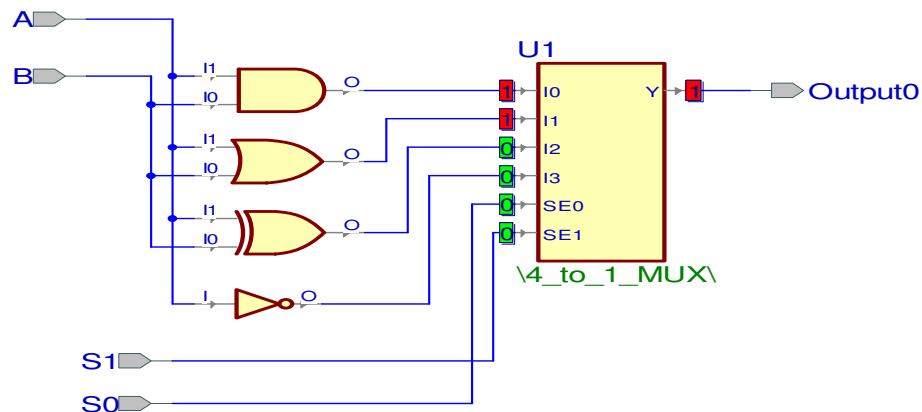 A
U1
B
I1
O
I0
1
I0
Y
1
Output0
1
I1
I1
O
I0
0
I2
0
I3
I1
0
SE0
O
I0
0
SE1
\4_to_1_MUX\
I
O
S1
S0